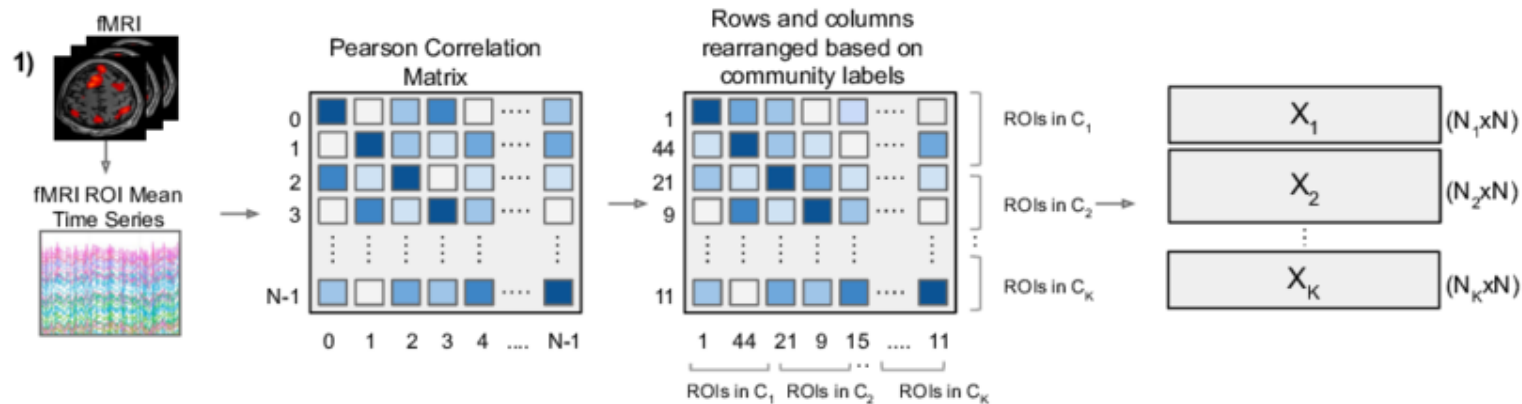 1)
fMRI
fMRI ROI Mean
Time Series
Pearson Correlation
Matrix
0
1
2
3
N-1
0 1 2 3 4 .... N-1
Rows and columns
rearranged based on
community labels
1
44
21
9
11
1 44 21 9 15 .... 11
ROIs in C₁
ROIs in C₂
ROIs in Cₖ
ROIs in C₁
ROIs in C₂
ROIs in Cₖ
X₁
(N₁xN)
X₂
(N₂xN)
Xₖ
(NₖxN)